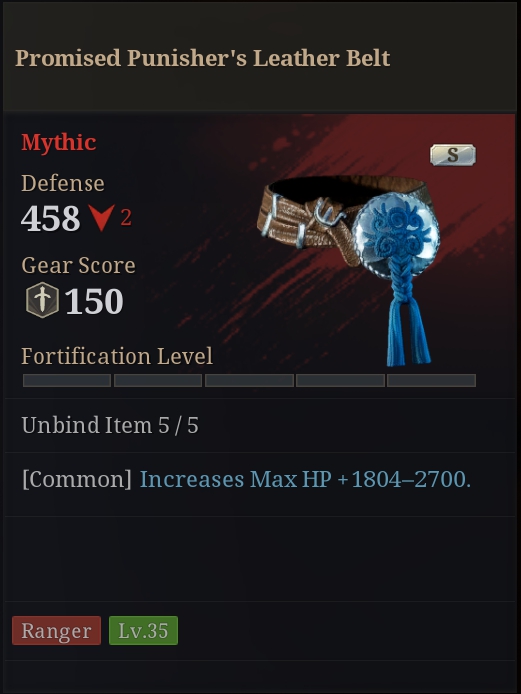 Promised Punisher's Leather Belt
Mythic
S
Defense
458 2
Gear Score
150
Fortification Level
Unbind Item 5 / 5
[Common] Increases Max HP +1804–2700.
Ranger Lv.35